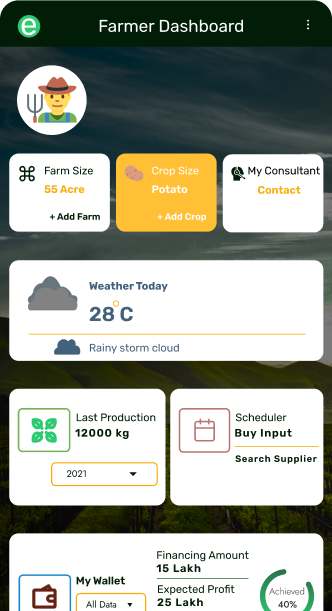 e Farmer Dashboard
Farm Size
55 Acre
+ Add Farm
Crop Size
Potato
+ Add Crop
My Consultant
Contact
Weather Today
28°C
Rainy storm cloud
Last Production
12000 kg
2021
Scheduler
Buy Input
Search Supplier
My Wallet
All Data
Financing Amount
15 Lakh
Expected Profit
25 Lakh
Achieved
40%